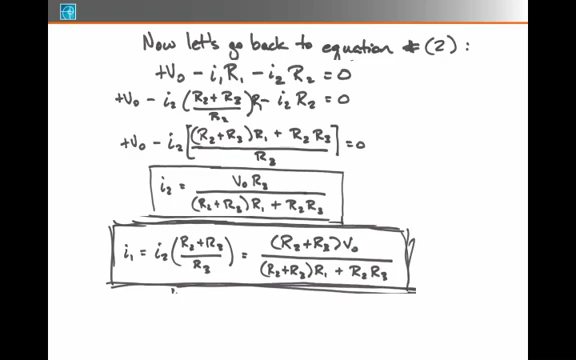 Now let's go back to equation # (2) :
+V₀ - i₁R₁ - i₂R₂ = 0
+V₀ - i₂ ((R₂+R₃)/R₂)R₁ - i₂R₂ = 0
+V₀ - i₂ [((R₂+R₃)R₁ + R₂R₃)/R₃] = 0
i₂ = V₀R₃/((R₂+R₃)R₁ + R₂R₃)
i₁ = i₂ ((R₂+R₃)/R₃) = (R₂+R₃)V₀/((R₂+R₃)R₁ + R₂R₃)